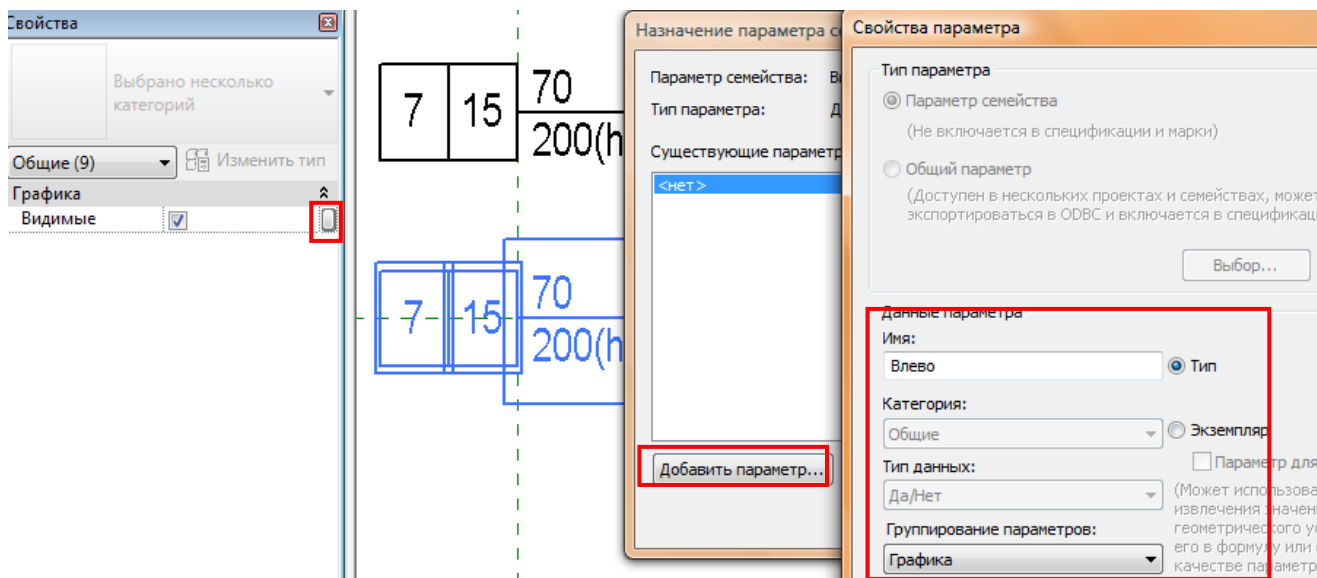 Свойства
Выбрано несколько
категорий
Общие (9)
Изменить тип
Графика
Видимые
7 15 70
200(h
7 15 70
200(h
Назначение параметра
Параметр семейства:
Тип параметра:
Существующие парамет
<нет>
Добавить параметр...
Свойства параметра
Тип параметра
Параметр семейства
(Не включается в спецификации и марки)
Общий параметр
(Доступен в нескольких проектах и семействах, может
экспортироваться в ODBC и включается в спецификац
Выбор...
Данные параметра
Имя:
Влево
Тип
Категория:
Общие
Экземпляр
Тип данных:
Параметр для
Да/Нет
(Может использова
извлечения значен
Группирование параметров:
геометрического ус
его в формулу или
Графика
качестве параметр